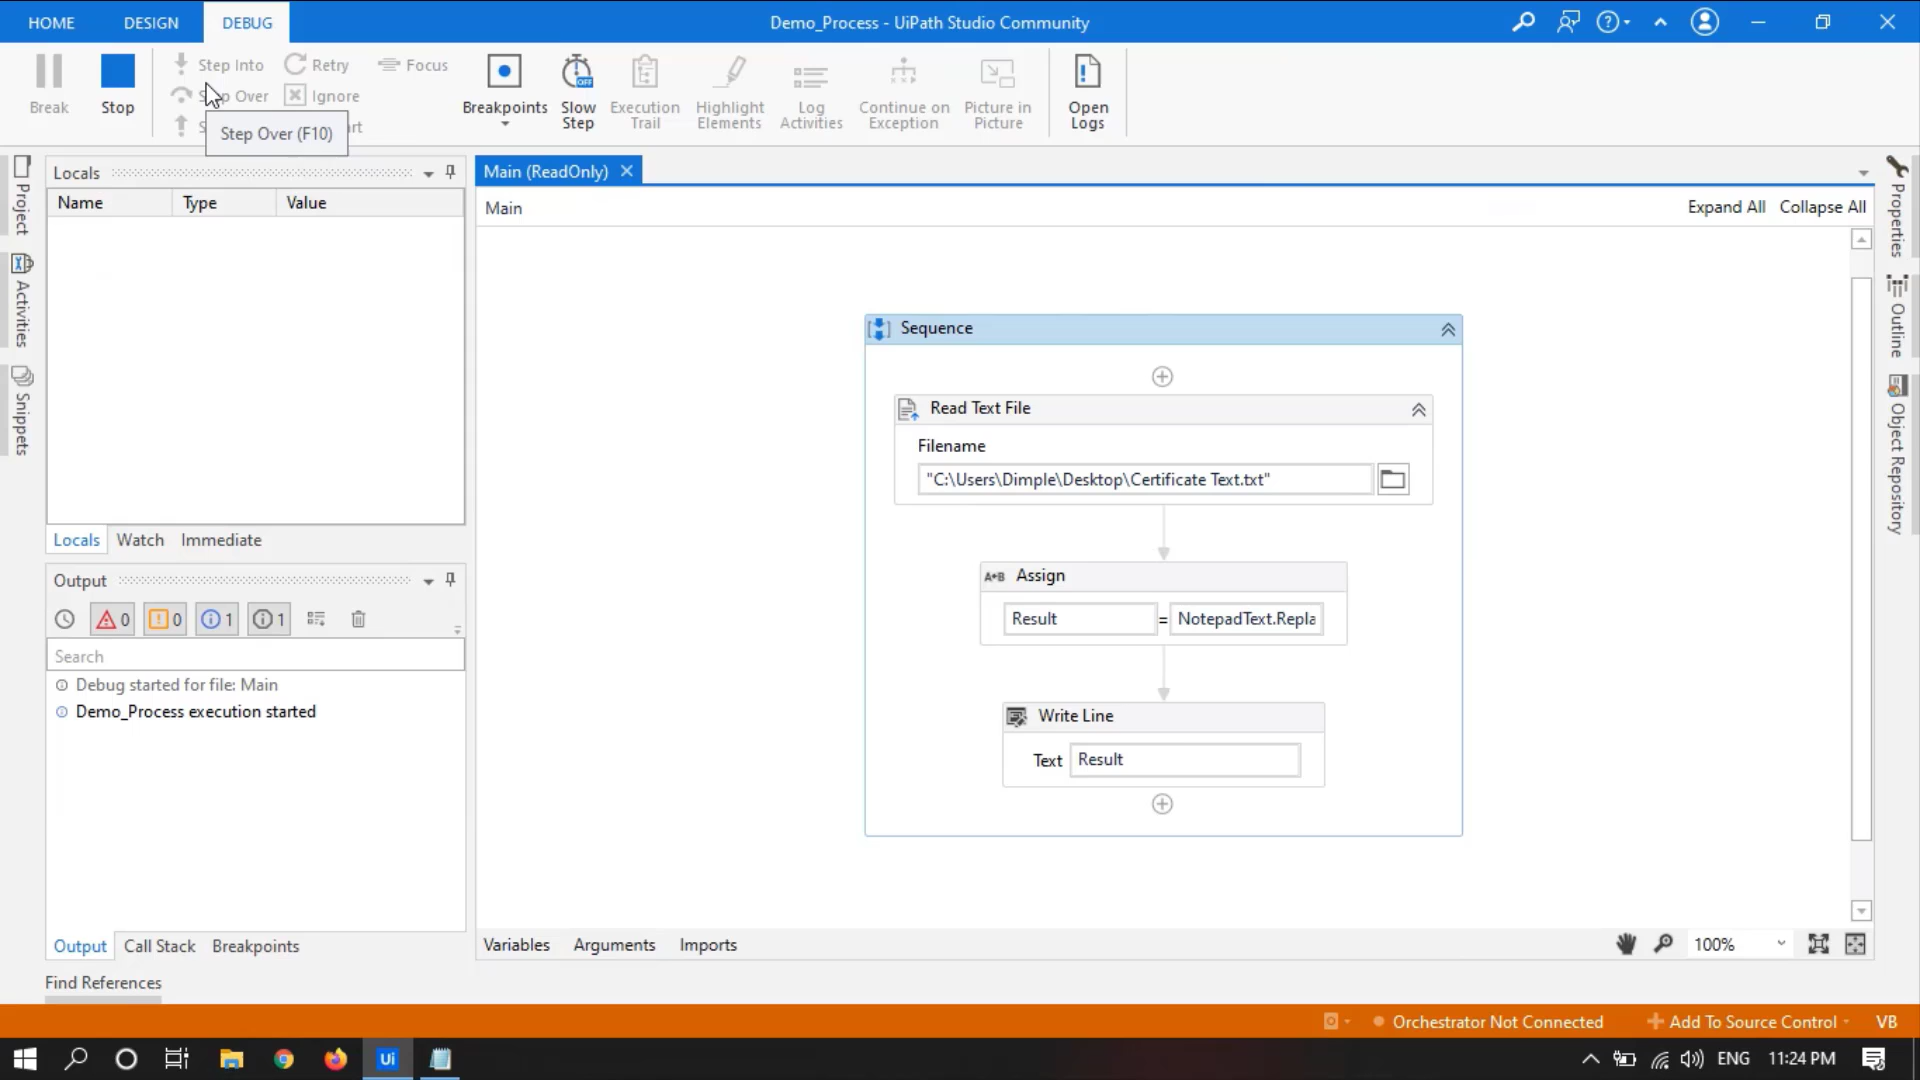 HOME DESIGN DEBUG Demo_Process - UiPath Studio Community
Break Stop
Step Into Retry Focus
Over Ignore
Step Over (F10)
Breakpoints
Slow Step
Execution Trail
Highlight Elements
Log Activities
Continue on Exception
Picture in Picture
Open Logs
Project
Activities
Snippets
Locals
Name Type Value
Locals Watch Immediate
Output
0 0 1 1
Search
Debug started for file: Main
Demo_Process execution started
Output Call Stack Breakpoints
Find References
Main (ReadOnly)
Main Expand All Collapse All
Sequence
Read Text File
Filename
"C:\Users\Dimple\Desktop\Certificate Text.txt"
A*B Assign
Result = NotepadText.Repla
Write Line
Text Result
Variables Arguments Imports 100%
Properties
Outline
Object Repository
Orchestrator Not Connected Add To Source Control VB
Ui ENG 11:24 PM